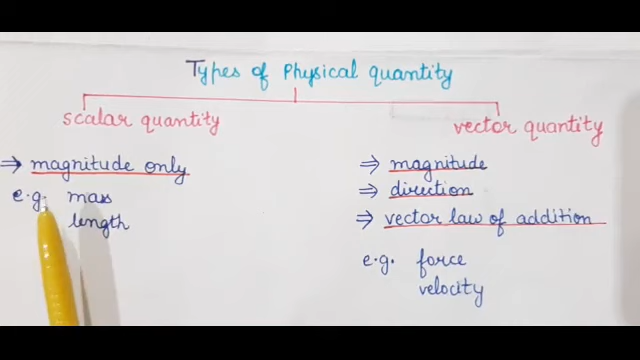 Types of Physical quantity
scalar quantity
vector quantity
⇒ magnitude only
e.g. mass
length
⇒ magnitude
⇒ direction
⇒ vector law of addition
e.g. force
velocity